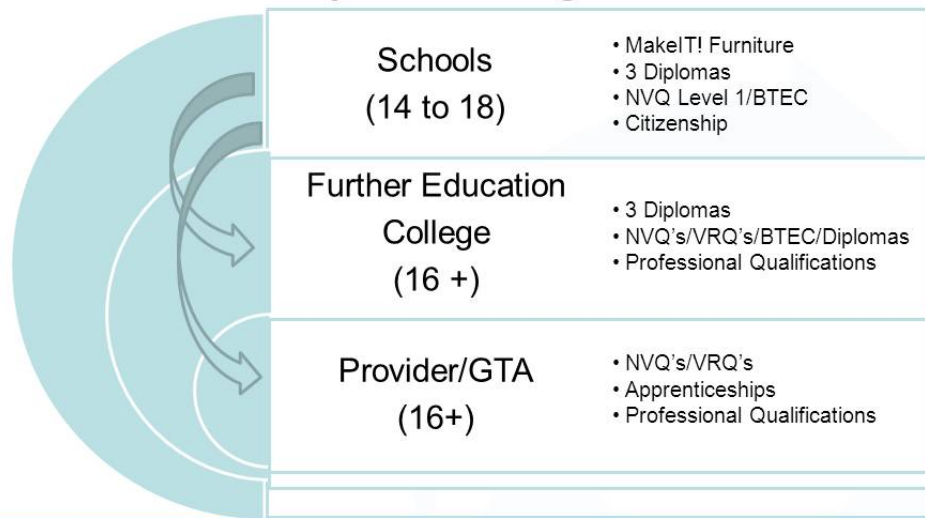 Schools
(14 to 18)
• MakeIT! Furniture
• 3 Diplomas
• NVQ Level 1/BTEC
• Citizenship
Further Education
College
(16 +)
• 3 Diplomas
• NVQ's/VRQ's/BTEC/Diplomas
• Professional Qualifications
Provider/GTA
(16+)
• NVQ's/VRQ's
• Apprenticeships
• Professional Qualifications